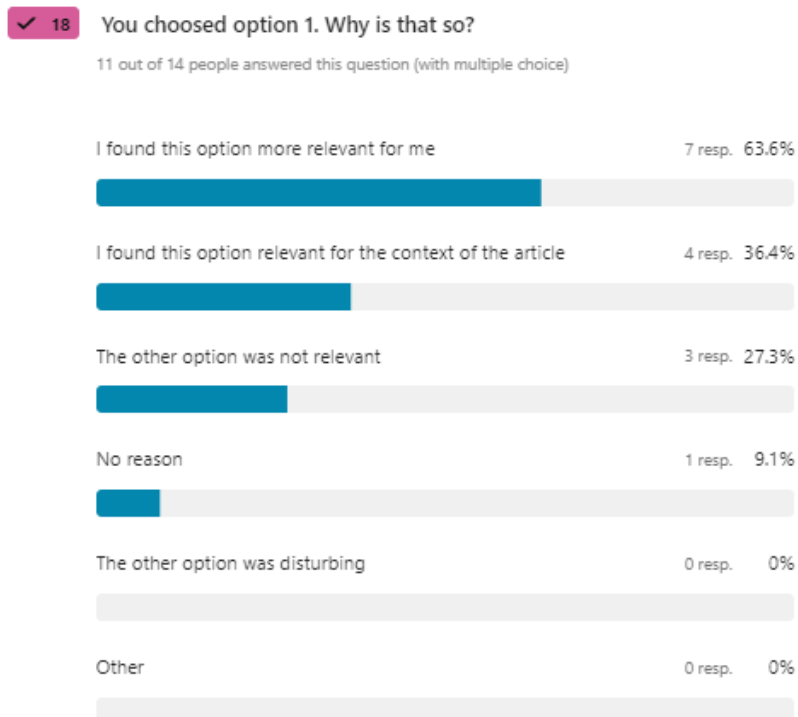 18 You choosed option 1. Why is that so?
11 out of 14 people answered this question (with multiple choice)
I found this option more relevant for me 7 resp. 63.6%
I found this option relevant for the context of the article 4 resp. 36.4%
The other option was not relevant 3 resp. 27.3%
No reason 1 resp. 9.1%
The other option was disturbing 0 resp. 0%
Other 0 resp. 0%